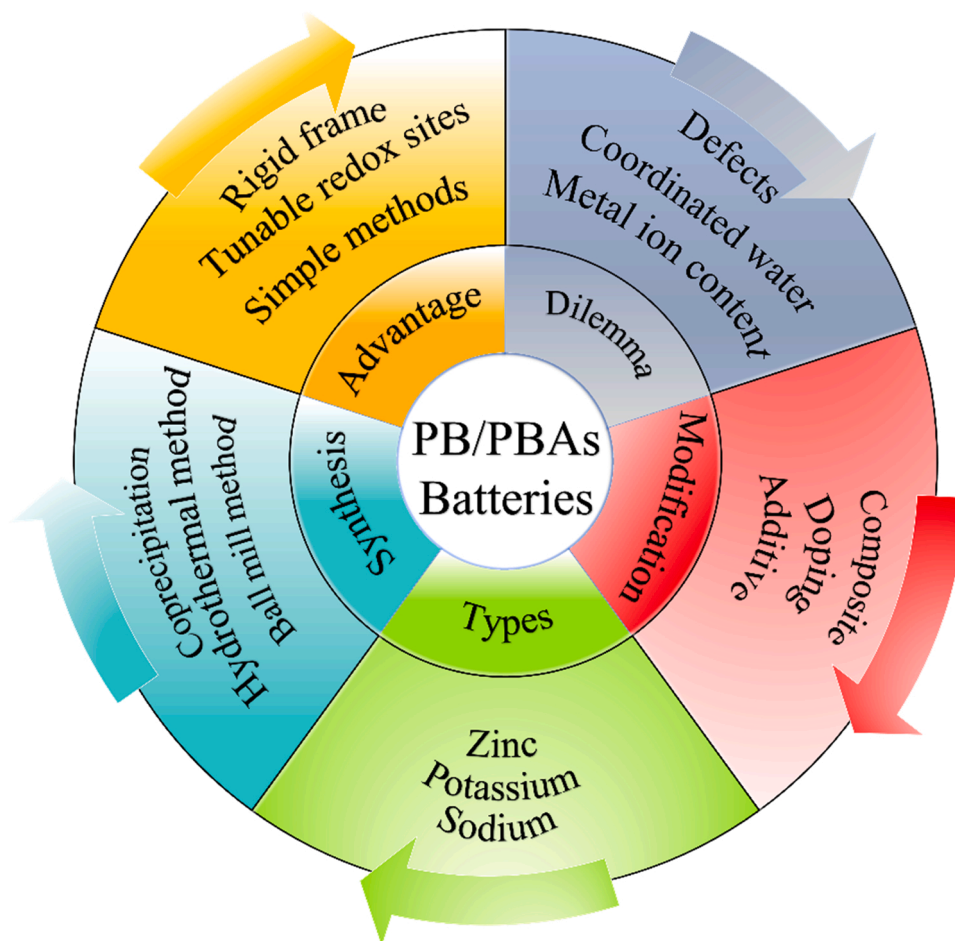 PB/PBAs
Batteries
Advantage
Rigid frame
Tunable redox sites
Simple methods
Dilemma
Defects
Coordinated water
Metal ion content
Modification
Composite
Doping
Additive
Types
Zinc
Potassium
Sodium
Synthesis
Coprecipitation
Hydrothermal method
Ball mill method